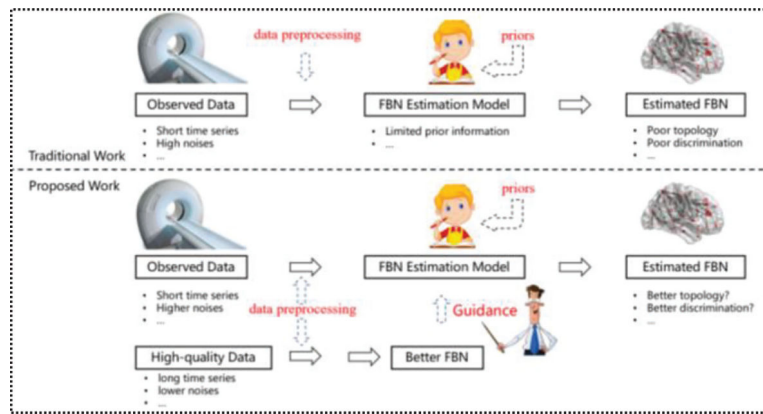 data preprocessing
priors
Observed Data
FBN Estimation Model
Estimated FBN
• Short time series
• High noises
• ...
• Limited prior information
• ...
• Poor topology
• Poor discrimination
• ...
Traditional Work
Proposed Work
priors
Observed Data
FBN Estimation Model
Estimated FBN
• Short time series
• Higher noises
• ...
data preprocessing
Guidance
• Better topology?
• Better discrimination?
• ...
High-quality Data
Better FBN
• long time series
• lower noises
• ...